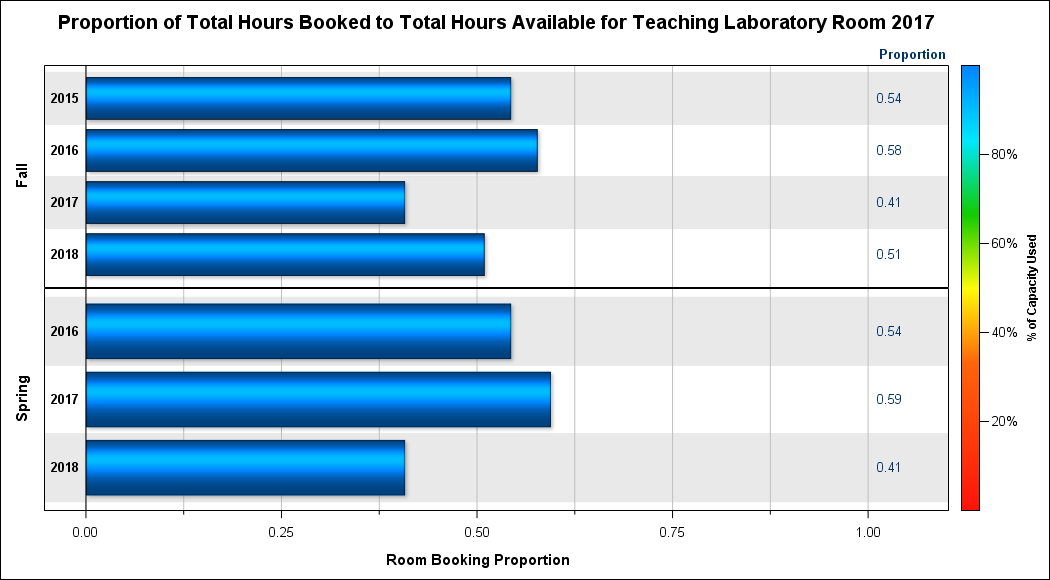 Proportion of Total Hours Booked to Total Hours Available for Teaching Laboratory Room 2017
Proportion
Fall
2015 0.54
2016 0.58
2017 0.41
2018 0.51
Spring
2016 0.54
2017 0.59
2018 0.41
0.00 0.25 0.50 0.75 1.00
Room Booking Proportion
80%
60%
40%
20%
% of Capacity Used